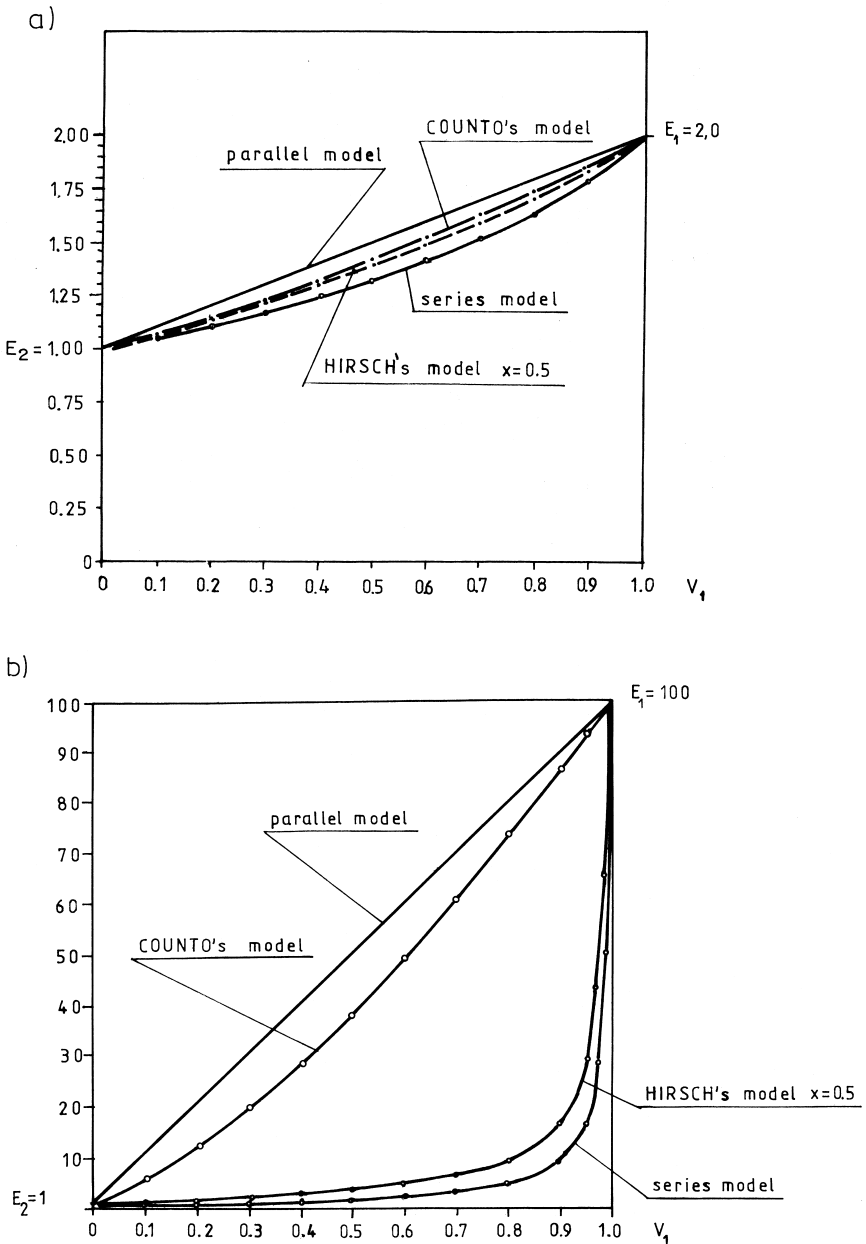 a)
COUNTO's model
E₁ = 2,0
2,00
parallel model
1,75
1.50
1,25
series model
E₂ = 1,00
HIRSCH's model x=0.5
0.75
0.50
0.25
0
0 0.1 0.2 0.3 0.4 0.5 0.6 0.7 0.8 0.9 1.0 V₁
b)
E₁ = 100
100
90
80
parallel model
70
60
COUNTO's model
50
40
30
HIRSCH's model x=0.5
20
10
series model
E₂=1
0 0.1 0.2 0.3 0.4 0.5 0.6 0.7 0.8 0.9 1.0 V₁